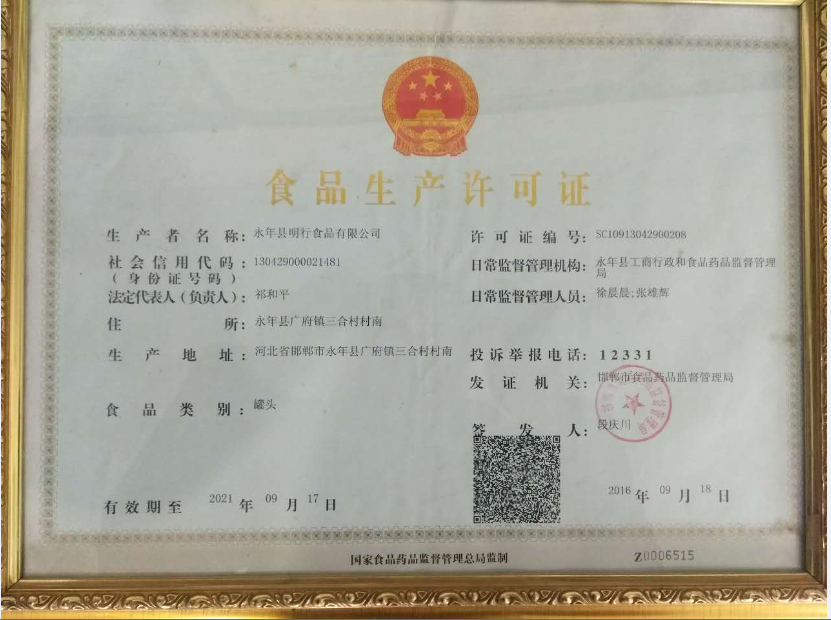 食品生产许可证
生产者名称：永年县明行食品有限公司
社会信用代码：130429000021481
（身份证号码）
法定代表人（负责人）：祁和平
住所：永年县广府镇三合村村南
生产地址：河北省邯郸市永年县广府镇三合村村南
食品类别：罐头
有效期至 2021 年 09 月 17 日
许可证编号：SC10913042900208
日常监督管理机构：永年县工商行政和食品药品监督管理
局
日常监督管理人员：徐晨晨;张雄辉
投诉举报电话：12331
发证机关：邯郸市食品药品监督管理局
签发人：段庆川
2016 年 09 月 18 日
国家食品药品监督管理总局监制
Z0006515